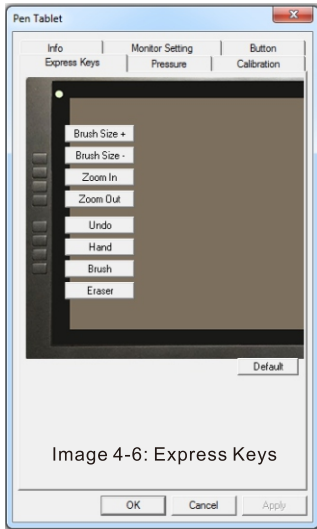 Pen Tablet
Info Monitor Setting Button
Express Keys Pressure Calibration
Brush Size +
Brush Size -
Zoom In
Zoom Out
Undo
Hand
Brush
Eraser
Default
Image 4-6: Express Keys
OK Cancel Apply